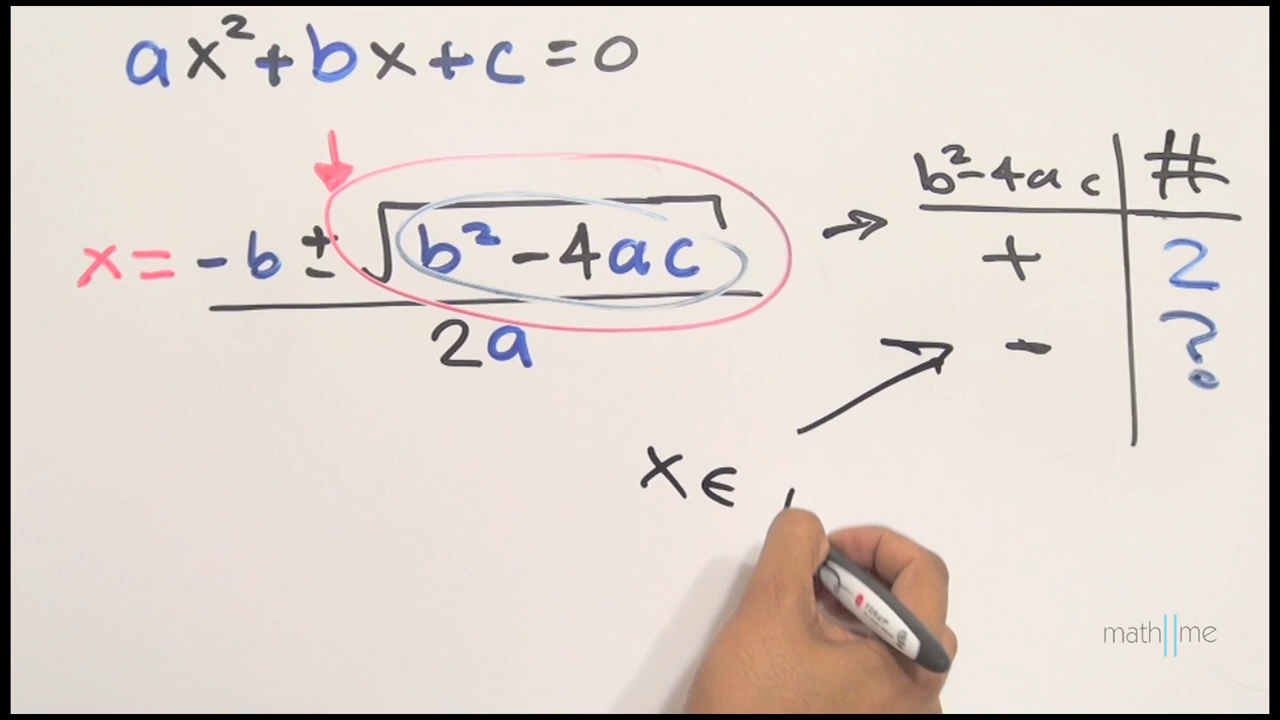 ax²+bx+c=0
b²-4ac #
x= -b ± √b²-4ac
2a
+ 2
- ?
x ∈
math||me